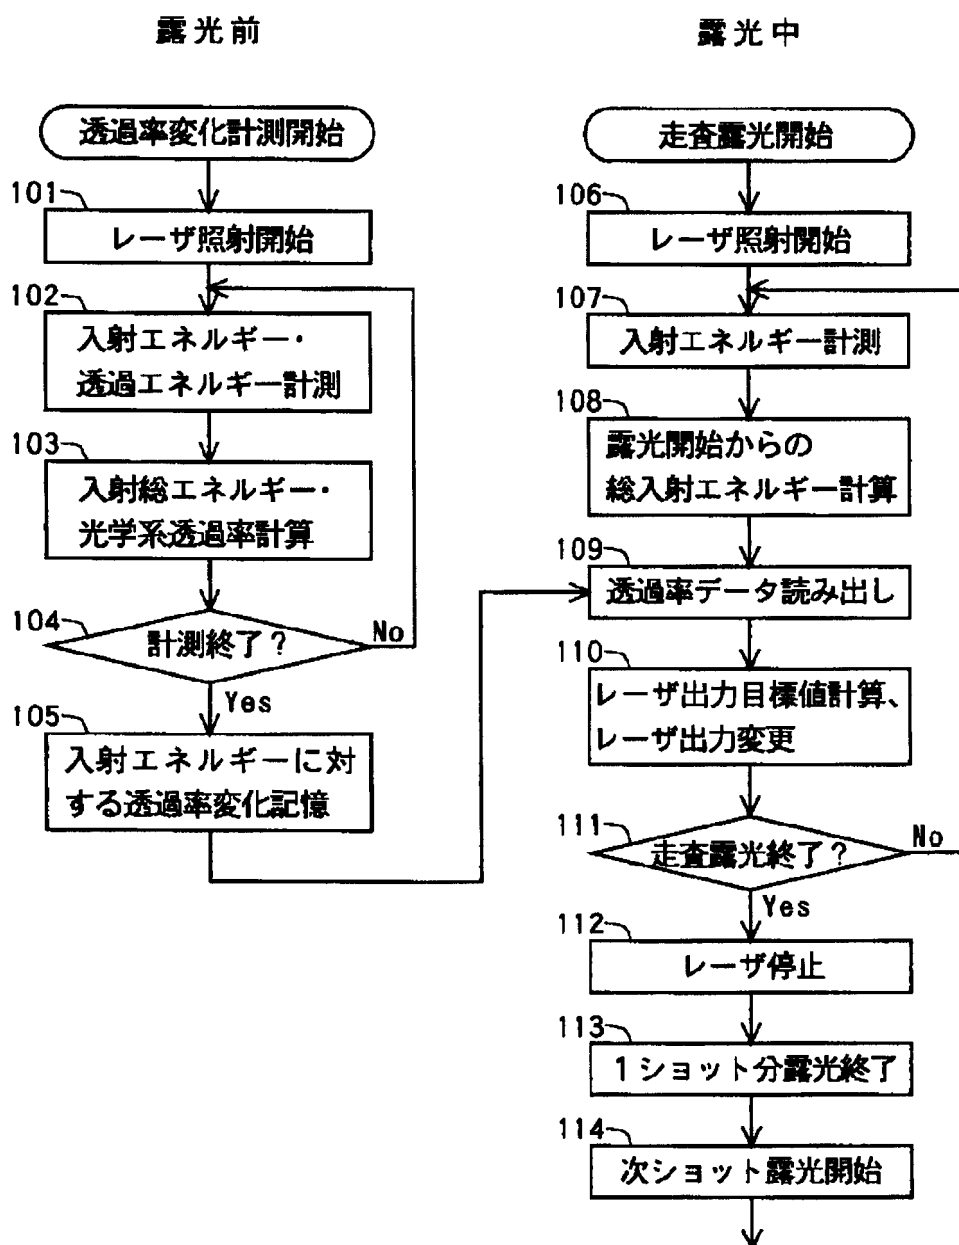 露光前
透過率変化計測開始
101
レーザ照射開始
102
入射エネルギー・
透過エネルギー計測
103
入射総エネルギー・
光学系透過率計算
104
計測終了？
No
Yes
105
入射エネルギーに対
する透過率変化記憶
露光中
走査露光開始
106
レーザ照射開始
107
入射エネルギー計測
108
露光開始からの
総入射エネルギー計算
109
透過率データ読み出し
110
レーザ出力目標値計算、
レーザ出力変更
111
走査露光終了？
No
Yes
112
レーザ停止
113
1ショット分露光終了
114
次ショット露光開始